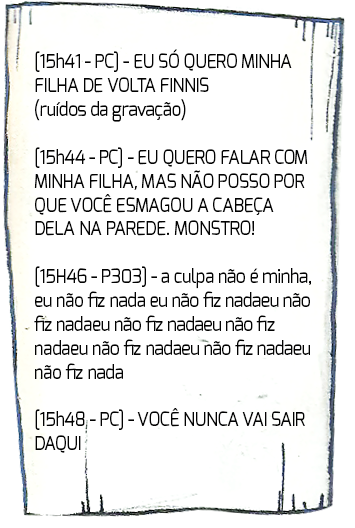 [15h41 - PC] - EU SÓ QUERO MINHA
FILHA DE VOLTA FINNIS
(ruídos da gravação)
[15h44 - PC] - EU QUERO FALAR COM
MINHA FILHA, MAS NÃO POSSO POR
QUE VOCÊ ESMAGOU A CABEÇA
DELA NA PAREDE. MONSTRO!
[15H46 - P303] - a culpa não é minha,
eu não fiz nada eu não fiz nadaeu não
fiz nadaeu não fiz nadaeu não fiz
nadaeu não fiz nadaeu não fiz nadaeu
não fiz nada
[15h48 - PC] - VOCÊ NUNCA VAI SAIR
DAQUI